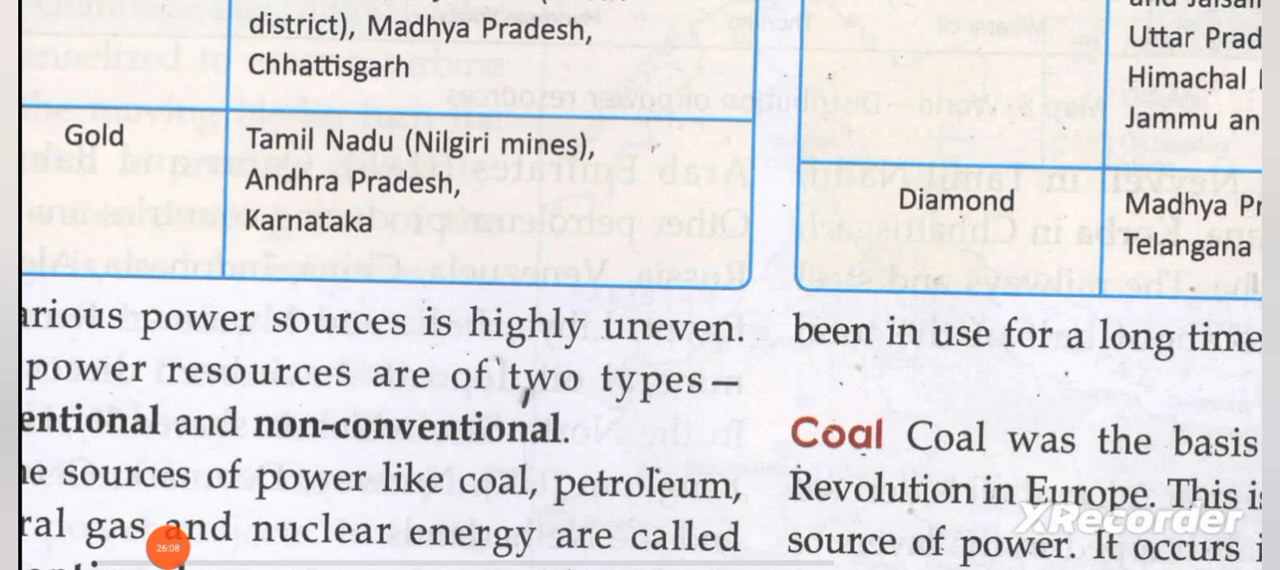 district), Madhya Pradesh,
Chhattisgarh
Gold
Tamil Nadu (Nilgiri mines),
Andhra Pradesh,
Karnataka
and
Uttar Prad
Himachal
Jammu an
Diamond
Madhya Pr
Telangana
arious power sources is highly uneven.
power resources are of two types—
entional and non-conventional.
e sources of power like coal, petroleum,
ral gas and nuclear energy are called
been in use for a long time
Coal Coal was the basis
Revolution in Europe. This is
source of power. It occurs i
XRecorder
26:08